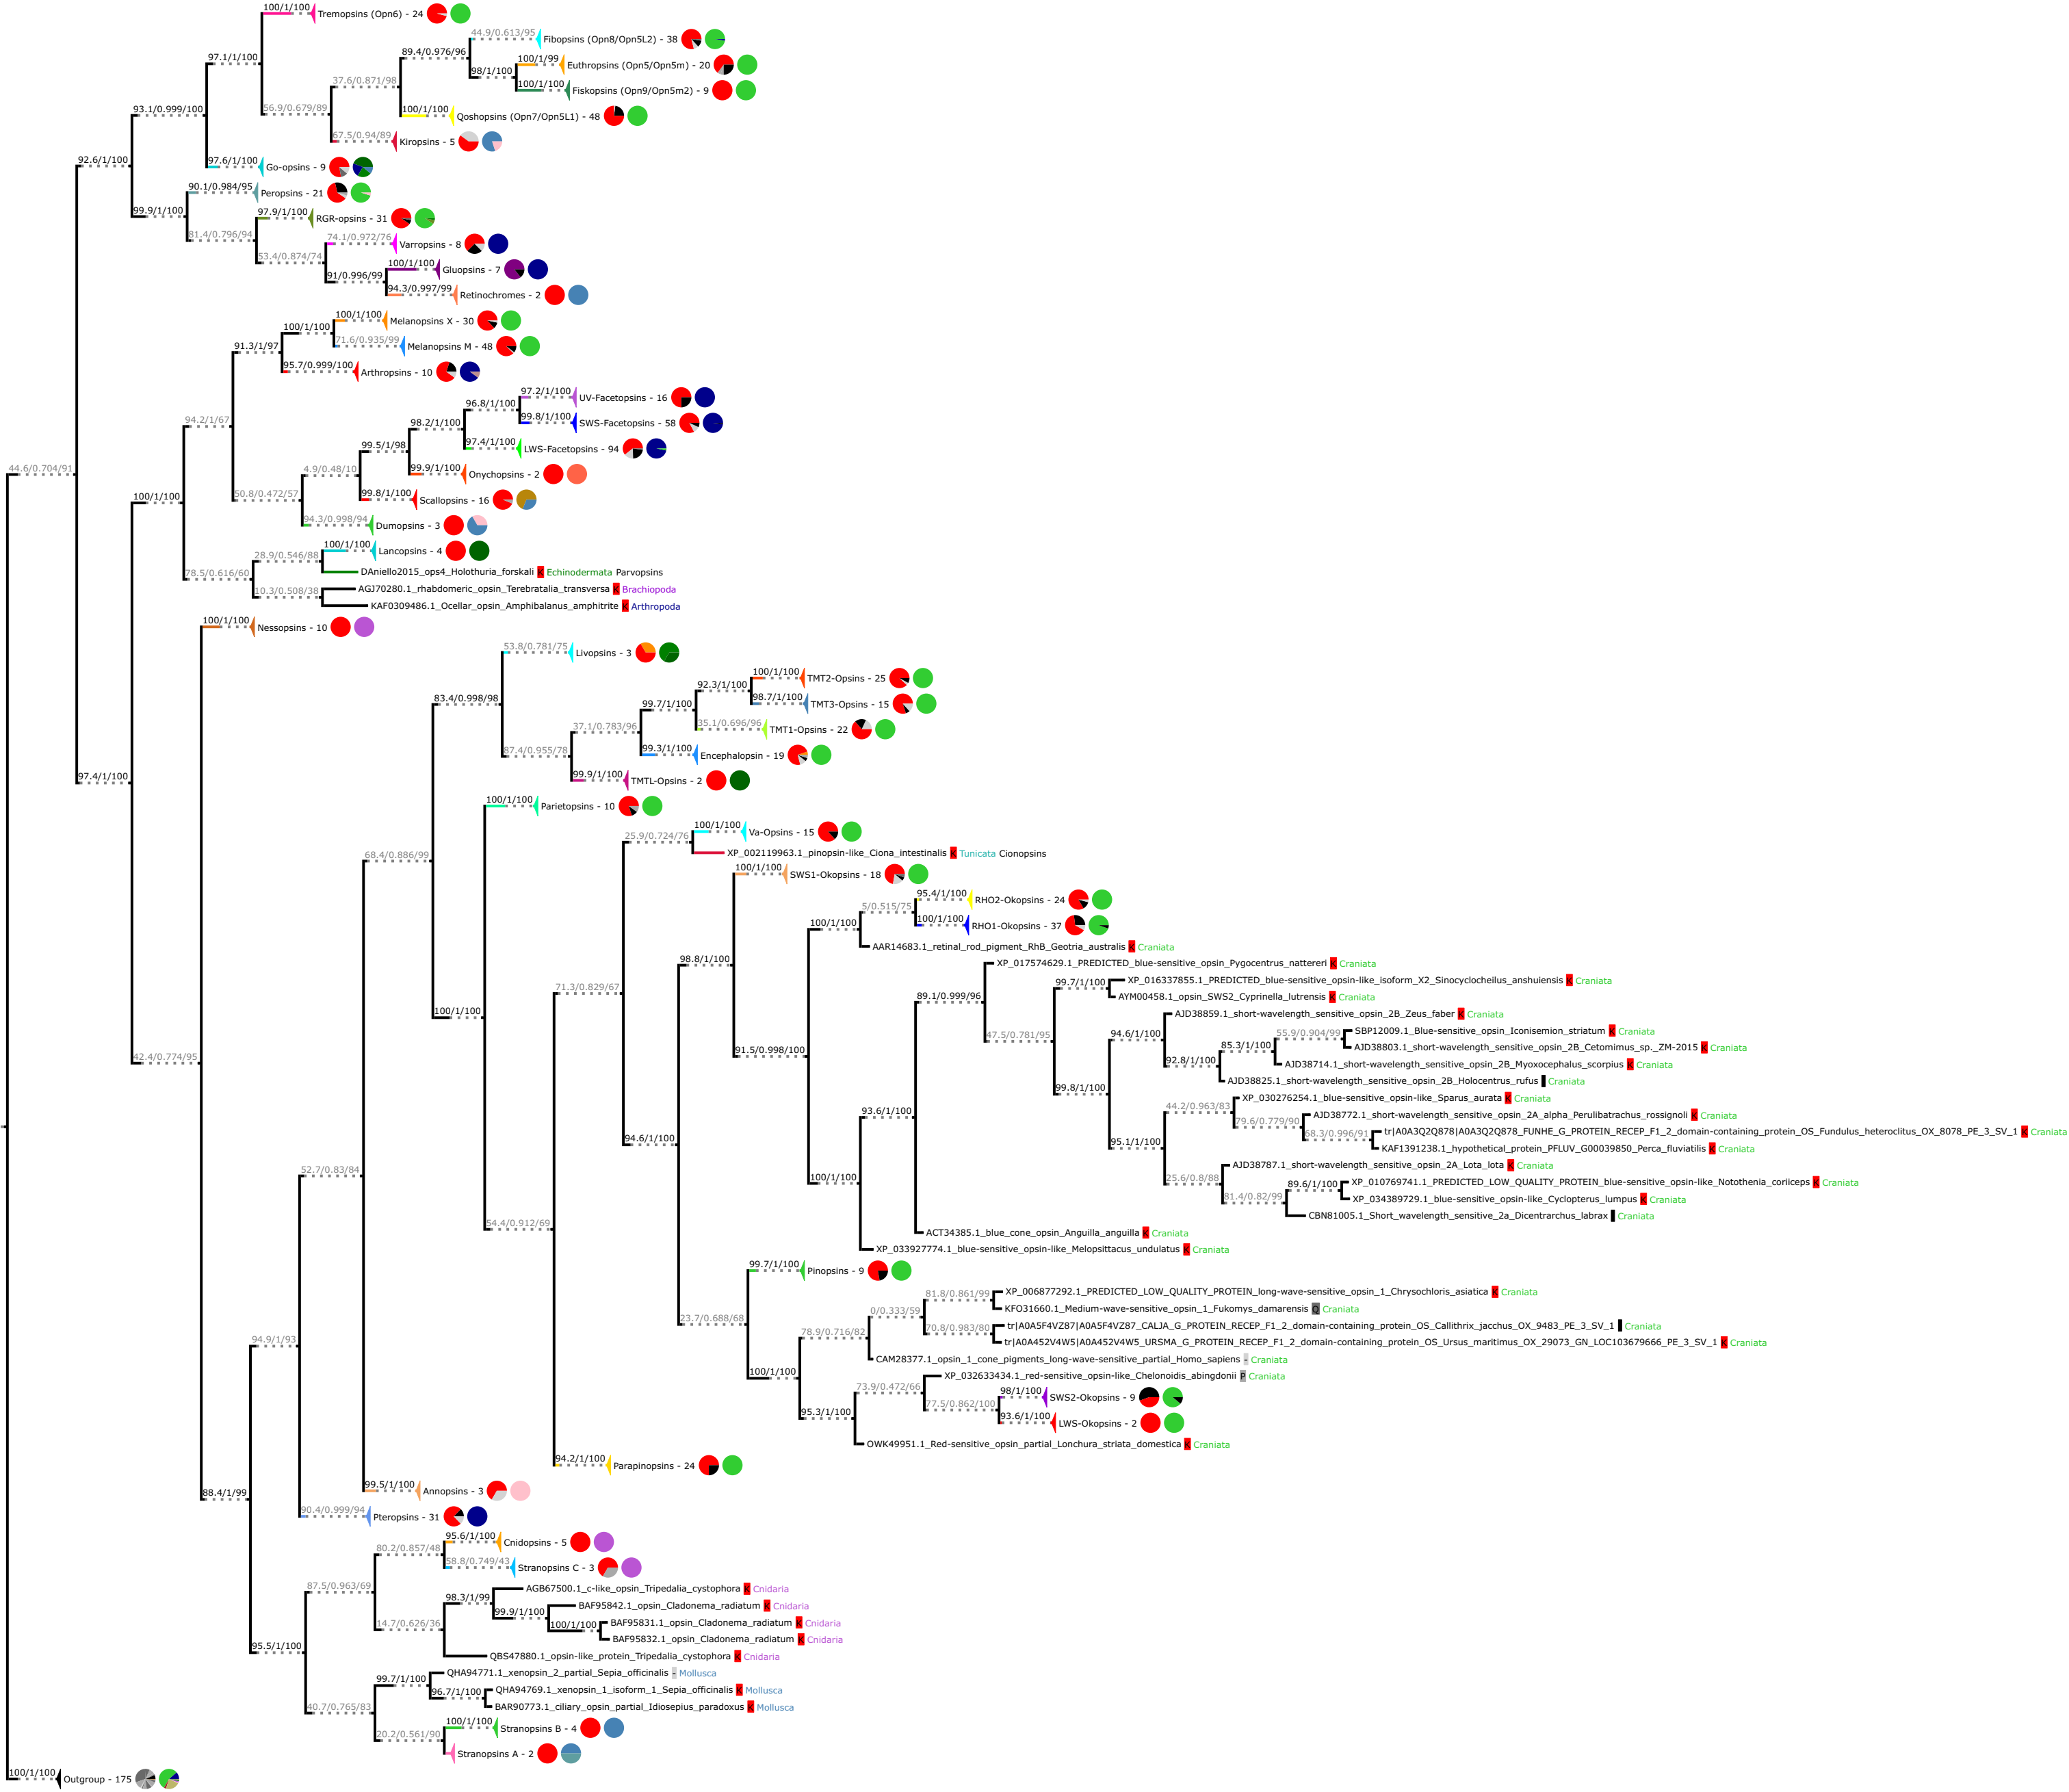 100/1/100
Tremopsins (Opn6) - 24
44.9/0.613/95
97.1/1/100
Fibopsins (Opn8/Opn5L2) - 38
89.4/0.976/96
100/1/99
Euthropsins (Opn5/Opn5m) - 20
98/1/100
37.6/0.871/98
100/1/100
Fiskopsins (Opn9/Opn5m2) - 9
93.1/0.999/100
56.9/0.679/89
100/1/100
Qoshopsins (Opn7/Opn5L1) - 48
67.5/0.94/89
Kiropsins - 5
92.6/1/100
97.6/1/100
Go-opsins - 9
90.1/0.984/95
Peropsins - 21
99.9/1/100
97.9/1/100
RGR-opsins - 31
81.4/0.796/94
74.1/0.972/76
Varropsins - 8
53.4/0.874/74
100/1/100
Gluopsins - 7
91/0.996/99
94.3/0.997/99
Retinochromes - 2
100/1/100
Melanopsins X - 30
100/1/100
71.6/0.935/99
Melanopsins M - 48
91.3/1/97
95.7/0.999/100
Arthropsins - 10
97.2/1/100
UV-Facetopsins - 16
96.8/1/100
99.8/1/100
SWS-Facetopsins - 58
94.2/1/67
98.2/1/100
97.4/1/100
LWS-Facetopsins - 94
99.5/1/98
44.6/0.704/91
4.9/0.48/10
99.9/1/100
Onychopsins - 2
100/1/100
50.8/0.472/57
99.8/1/100
Scallopsins - 16
94.3/0.998/94
Dumopsins - 3
100/1/100
Lancopsins - 4
28.9/0.546/88
DAniello2015_ops4_Holothuria_forskali K Echinodermata Parvopsins
78.5/0.616/60
10.3/0.508/38
AGJ70280.1_rhabdomeric_opsin_Terebratalia_transversa K Brachiopoda
KAF0309486.1_Ocellar_opsin_Amphibalanus_amphitrite K Arthropoda
100/1/100
Nessopsins - 10
53.8/0.781/75
Livopsins - 3
100/1/100
TMT2-Opsins - 25
92.3/1/100
83.4/0.998/98
98.7/1/100
TMT3-Opsins - 15
99.7/1/100
37.1/0.783/96
35.1/0.696/96
TMT1-Opsins - 22
87.4/0.955/78
99.3/1/100
Encephalopsin - 19
97.4/1/100
99.9/1/100
TMTL-Opsins - 2
100/1/100
Parietopsins - 10
100/1/100
Va-Opsins - 15
25.9/0.724/76
XP_002119963.1_pinopsin-like_Ciona_intestinalis K Tunicata Cionopsins
68.4/0.886/99
100/1/100
SWS1-Okopsins - 18
95.4/1/100
RHO2-Okopsins - 24
5/0.515/75
100/1/100
RHO1-Okopsins - 37
100/1/100
AAR14683.1_retinal_rod_pigment_RhB_Geotria_australis K Craniata
98.8/1/100
XP_017574629.1_PREDICTED_blue-sensitive_opsin_Pygocentrus_nattereri K Craniata
99.7/1/100
XP_016337855.1_PREDICTED_blue-sensitive_opsin-like_isoform_X2_Sinocyclocheilus_anshuiensis K Craniata
71.3/0.829/67
AYM00458.1_opsin_SWS2_Cyprinella_lutrensis K Craniata
89.1/0.999/96
100/1/100
AJD38859.1_short-wavelength_sensitive_opsin_2B_Zeus_faber K Craniata
94.6/1/100
SBP12009.1_Blue-sensitive_opsin_Iconisemion_striatum K Craniata
55.9/0.904/99
47.5/0.781/95
85.3/1/100
AJD38803.1_short-wavelength_sensitive_opsin_2B_Cetomimus_sp._ZM-2015 K Craniata
91.5/0.998/100
42.4/0.774/95
92.8/1/100
AJD38714.1_short-wavelength_sensitive_opsin_2B_Myoxocephalus_scorpius K Craniata
AJD38825.1_short-wavelength_sensitive_opsin_2B_Holocentrus_rufus Craniata
99.8/1/100
XP_030276254.1_blue-sensitive_opsin-like_Sparus_aurata K Craniata
44.2/0.963/83
93.6/1/100
79.6/0.779/90
AJD38772.1_short-wavelength_sensitive_opsin_2A_alpha_Perulibatrachus_rossignoli K Craniata
tr|A0A3Q2Q878|A0A3Q2Q878_FUNHE_G_PROTEIN_RECEP_F1_2_domain-containing_protein_OS_Fundulus_heteroclitus_OX_8078_PE_3_SV_1 K Craniata
68.3/0.996/91
94.6/1/100
95.1/1/100
KAF1391238.1_hypothetical_protein_PFLUV_G00039850_Perca_fluviatilis K Craniata
52.7/0.83/84
AJD38787.1_short-wavelength_sensitive_opsin_2A_Lota_lota K Craniata
100/1/100
25.6/0.8/88
89.6/1/100
XP_010769741.1_PREDICTED_LOW_QUALITY_PROTEIN_blue-sensitive_opsin-like_Notothenia_coriiceps K Craniata
81.4/0.82/99
XP_034389729.1_blue-sensitive_opsin-like_Cyclopterus_lumpus K Craniata
CBN81005.1_Short_wavelength_sensitive_2a_Dicentrarchus_labrax Craniata
54.4/0.912/69
ACT34385.1_blue_cone_opsin_Anguilla_anguilla K Craniata
XP_033927774.1_blue-sensitive_opsin-like_Melopsittacus_undulatus K Craniata
99.7/1/100
Pinopsins - 9
XP_006877292.1_PREDICTED_LOW_QUALITY_PROTEIN_long-wave-sensitive_opsin_1_Chrysochloris_asiatica K Craniata
81.8/0.861/99
0/0.333/59
KFO31660.1_Medium-wave-sensitive_opsin_1_Fukomys_damarensis Q Craniata
23.7/0.688/68
70.8/0.983/80
tr|A0A5F4VZ87|A0A5F4VZ87_CALJA_G_PROTEIN_RECEP_F1_2_domain-containing_protein_OS_Callithrix_jacchus_OX_9483_PE_3_SV_1 Craniata
78.9/0.716/82
tr|A0A452V4W5|A0A452V4W5_URSMA_G_PROTEIN_RECEP_F1_2_domain-containing_protein_OS_Ursus_maritimus_OX_29073_GN_LOC103679666_PE_3_SV_1 K Craniata
94.9/1/93
CAM28377.1_opsin_1_cone_pigments_long-wave-sensitive_partial_Homo_sapiens - Craniata
100/1/100
XP_032633434.1_red-sensitive_opsin-like_Chelonoidis_abingdonii P Craniata
73.9/0.472/66
98/1/100
SWS2-Okopsins - 9
77.5/0.862/100
95.3/1/100
93.6/1/100
LWS-Okopsins - 2
OWK49951.1_Red-sensitive_opsin_partial_Lonchura_striata_domestica K Craniata
94.2/1/100
Parapinopsins - 24
99.5/1/100
Annopsins - 3
88.4/1/99
90.4/0.999/94
Pteropsins - 31
95.6/1/100
Cnidopsins - 5
80.2/0.857/48
58.8/0.749/43
Stranopsins C - 3
87.5/0.963/69
AGB67500.1_c-like_opsin_Tripedalia_cystophora K Cnidaria
98.3/1/99
BAF95842.1_opsin_Cladonema_radiatum K Cnidaria
99.9/1/100
14.7/0.626/36
100/1/100
BAF95831.1_opsin_Cladonema_radiatum K Cnidaria
BAF95832.1_opsin_Cladonema_radiatum K Cnidaria
95.5/1/100
QBS47880.1_opsin-like_protein_Tripedalia_cystophora K Cnidaria
QHA94771.1_xenopsin_2_partial_Sepia_officinalis - Mollusca
99.7/1/100
96.7/1/100
QHA94769.1_xenopsin_1_isoform_1_Sepia_officinalis K Mollusca
40.7/0.765/83
BAR90773.1_ciliary_opsin_partial_Idiosepius_paradoxus K Mollusca
100/1/100
Stranopsins B - 4
20.2/0.561/90
Stranopsins A - 2
100/1/100
Outgroup - 175